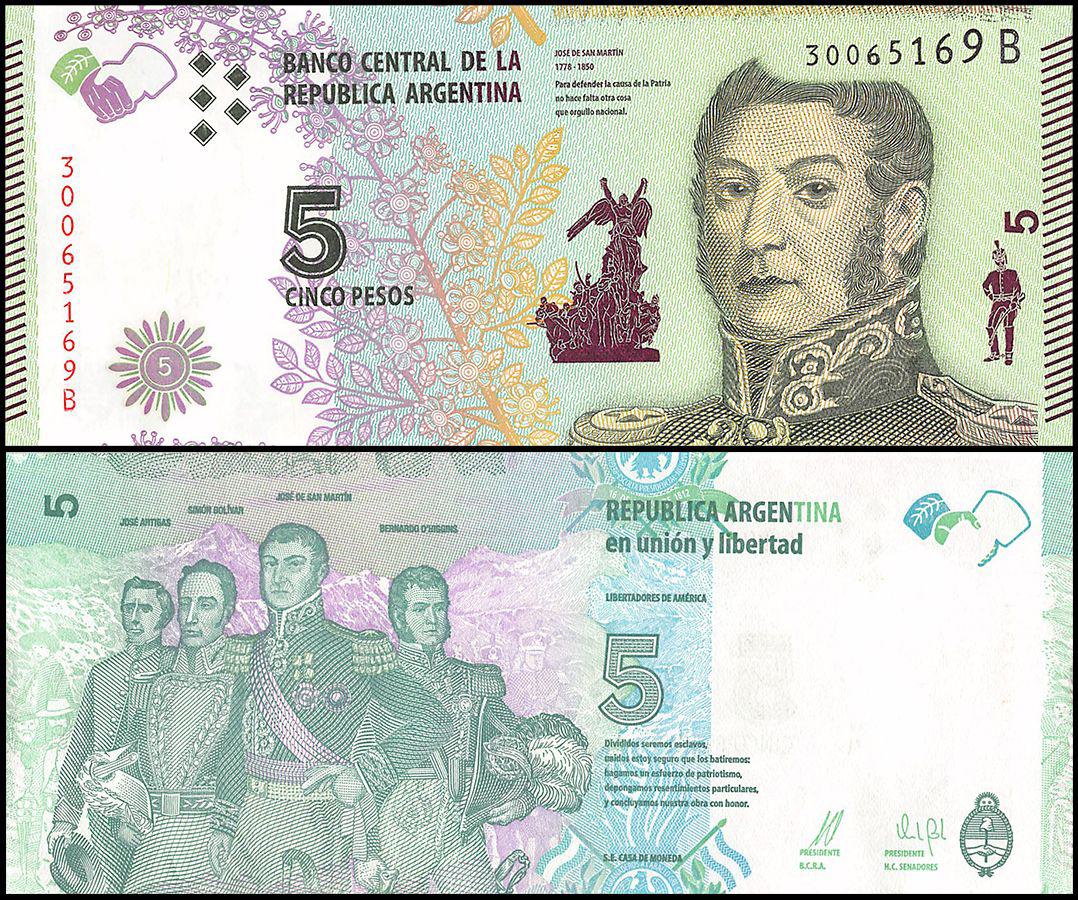 BANCO CENTRAL DE LA
REPUBLICA ARGENTINA
JOSÉ DE SAN MARTÍN
1778 - 1850
Para defender la causa de la Patria
no hace falta otra cosa
que orgullo nacional.
30065169 B
30065169B
5
CINCO PESOS
5
5
5
JOSÉ DE SAN MARTÍN
SIMÓN BOLÍVAR
JOSÉ ARTIGAS
BERNARDO O'HIGGINS
REPUBLICA ARGENTINA
en unión y libertad
LIBERTADORES DE AMÉRICA
5
Divididos seremos esclavos,
unidos estoy seguro que los batiremos:
hagamos un esfuerzo de patriotismo,
depongamos resentimientos particulares,
y concluyamos nuestra obra con honor.
S.E. CASA DE MONEDA
PRESIDENTE
B.C.R.A.
PRESIDENTE
H.C. SENADORES